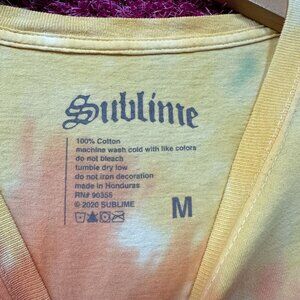 Sublime
100% Cotton
machine wash cold with like colors
do not bleach
tumble dry low
do not iron decoration
made in Honduras
RN# 90355
© 2020 SUBLIME
M